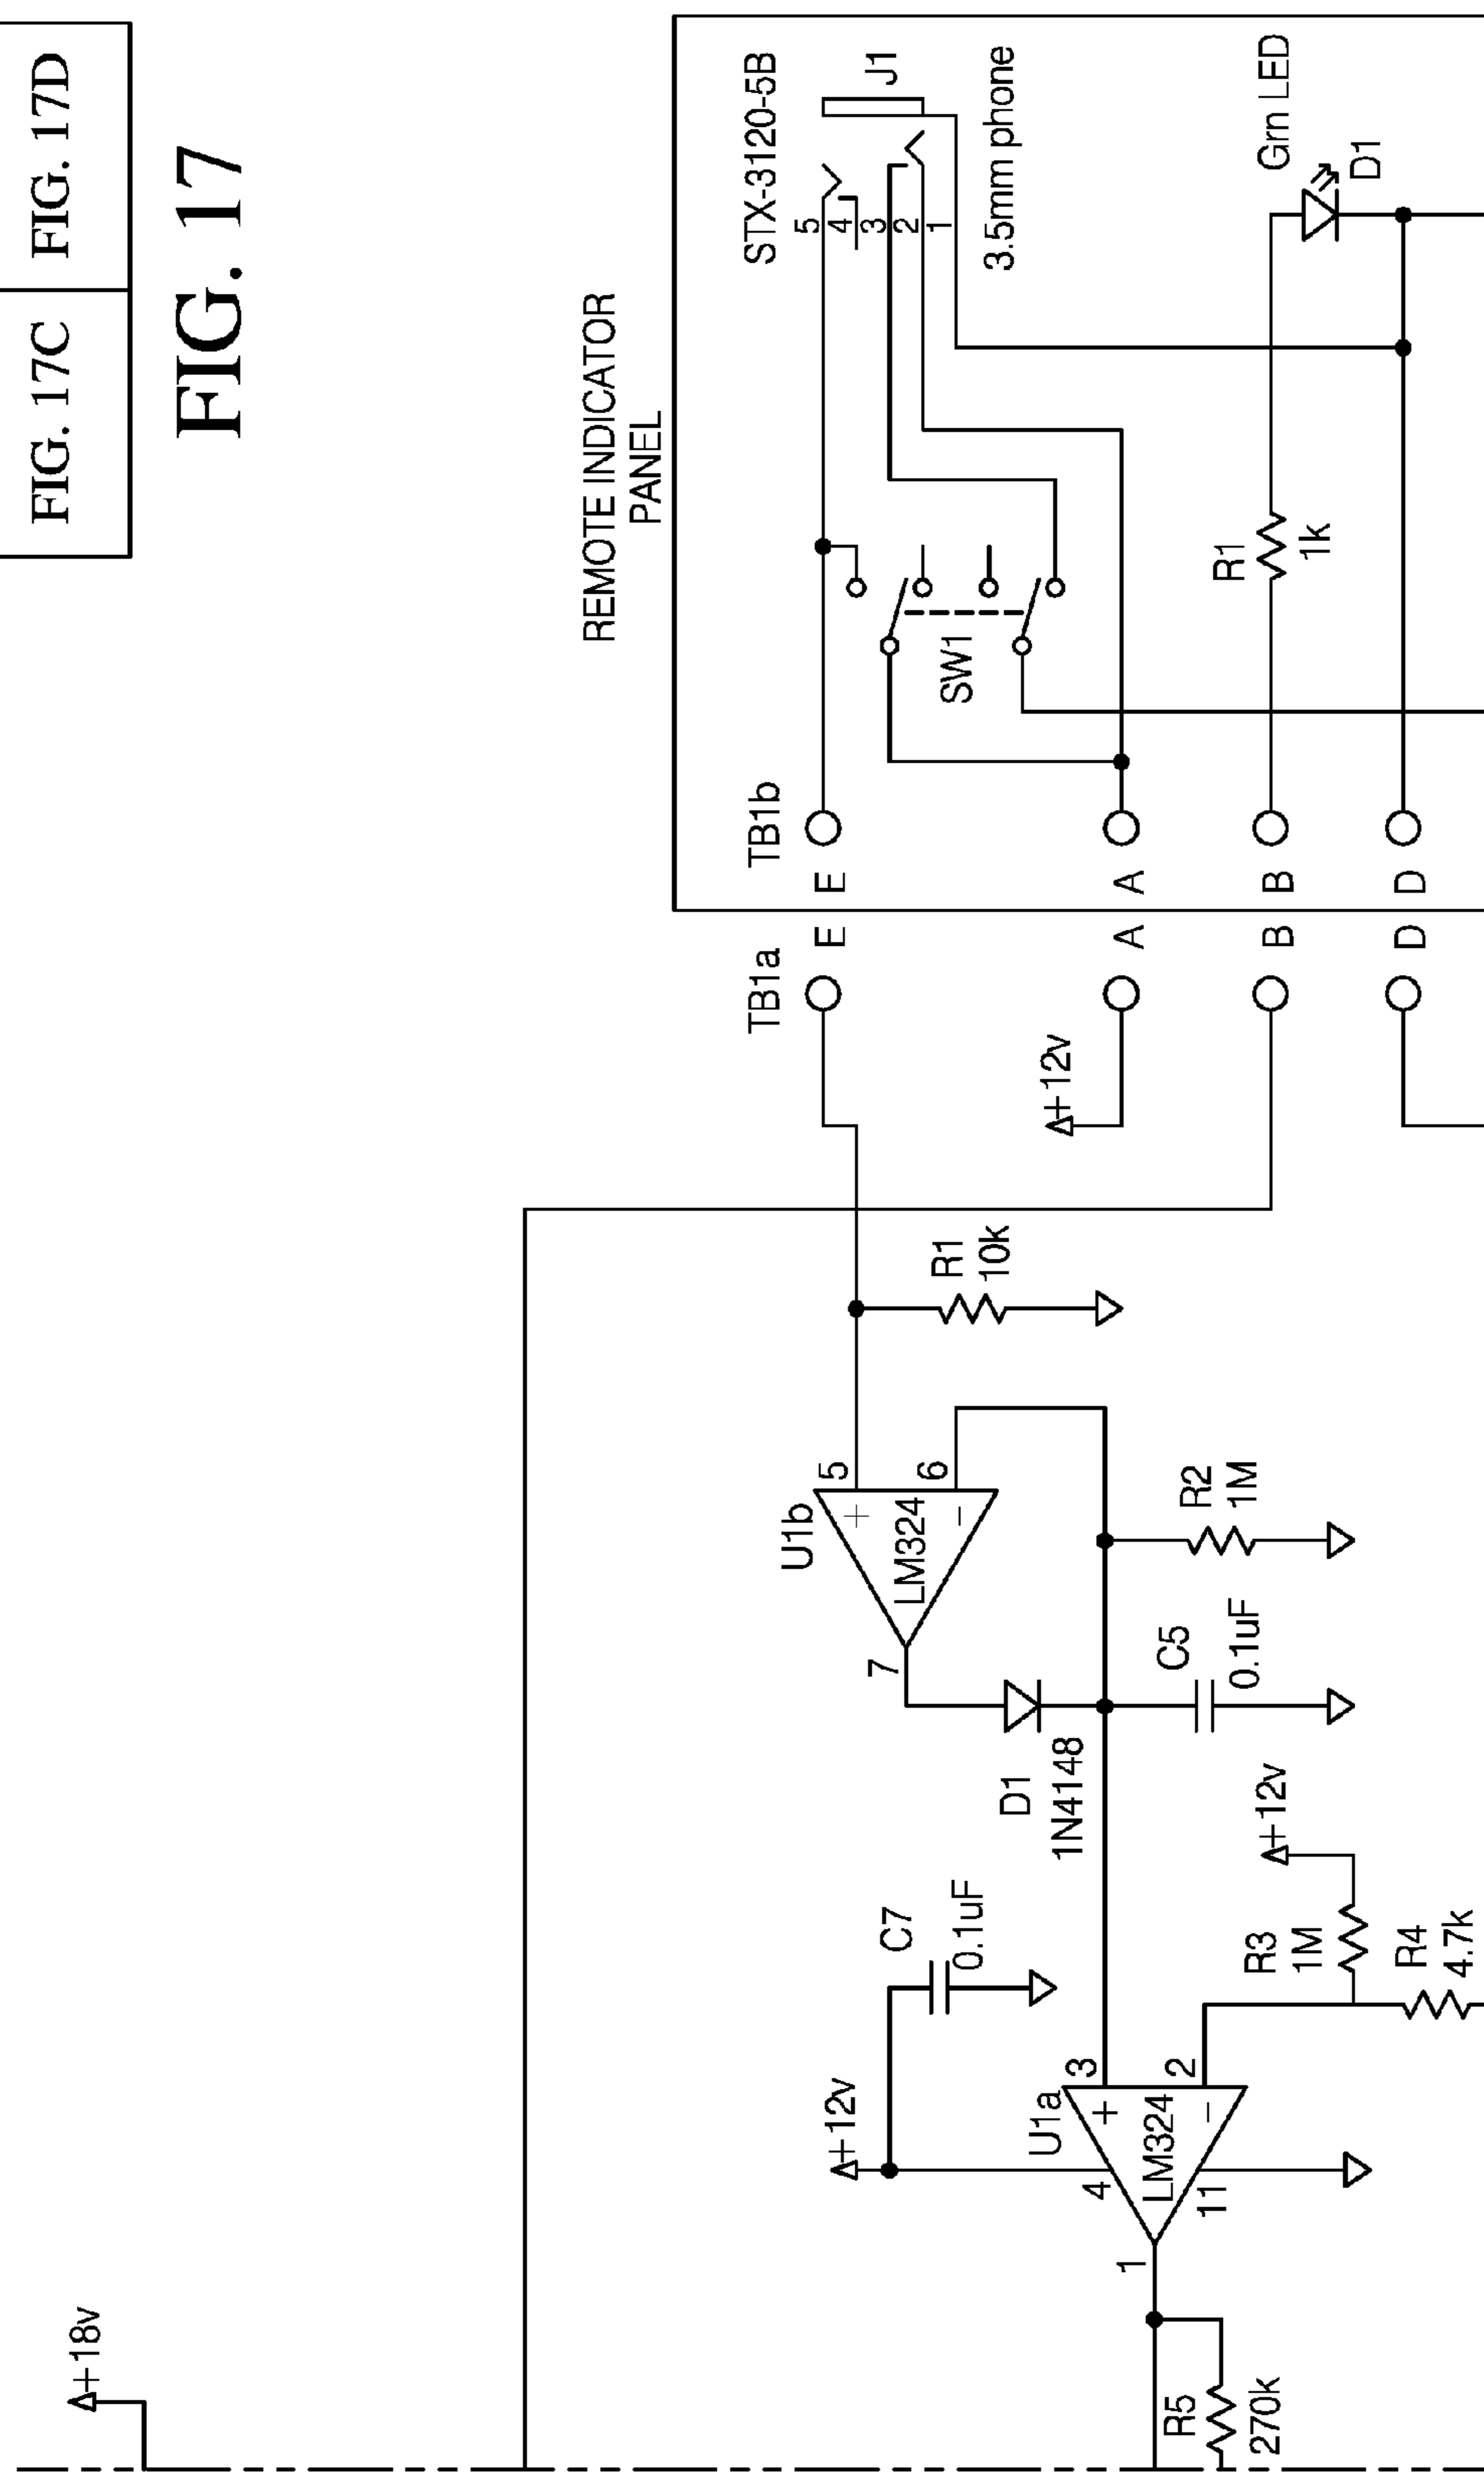 FIG. 17C
FIG. 17D
FIG. 17
+18v
REMOTE INDICATOR
PANEL
STX-3120-5B
J1
5
4
3
2
1
3.5mm phone
Grn LED
D1
SW1
R1
1k
TB1a
TB1b
E
E
A
A
B
B
D
D
+12v
R1
10k
U1b
5
+
LM324
6
−
7
R2
1M
C5
0.1uF
D1
1N4148
C7
0.1uF
+12v
R3
1M
R4
4.7k
+12v
U1a
3
+
LM324
2
−
4
11
1
R5
270k